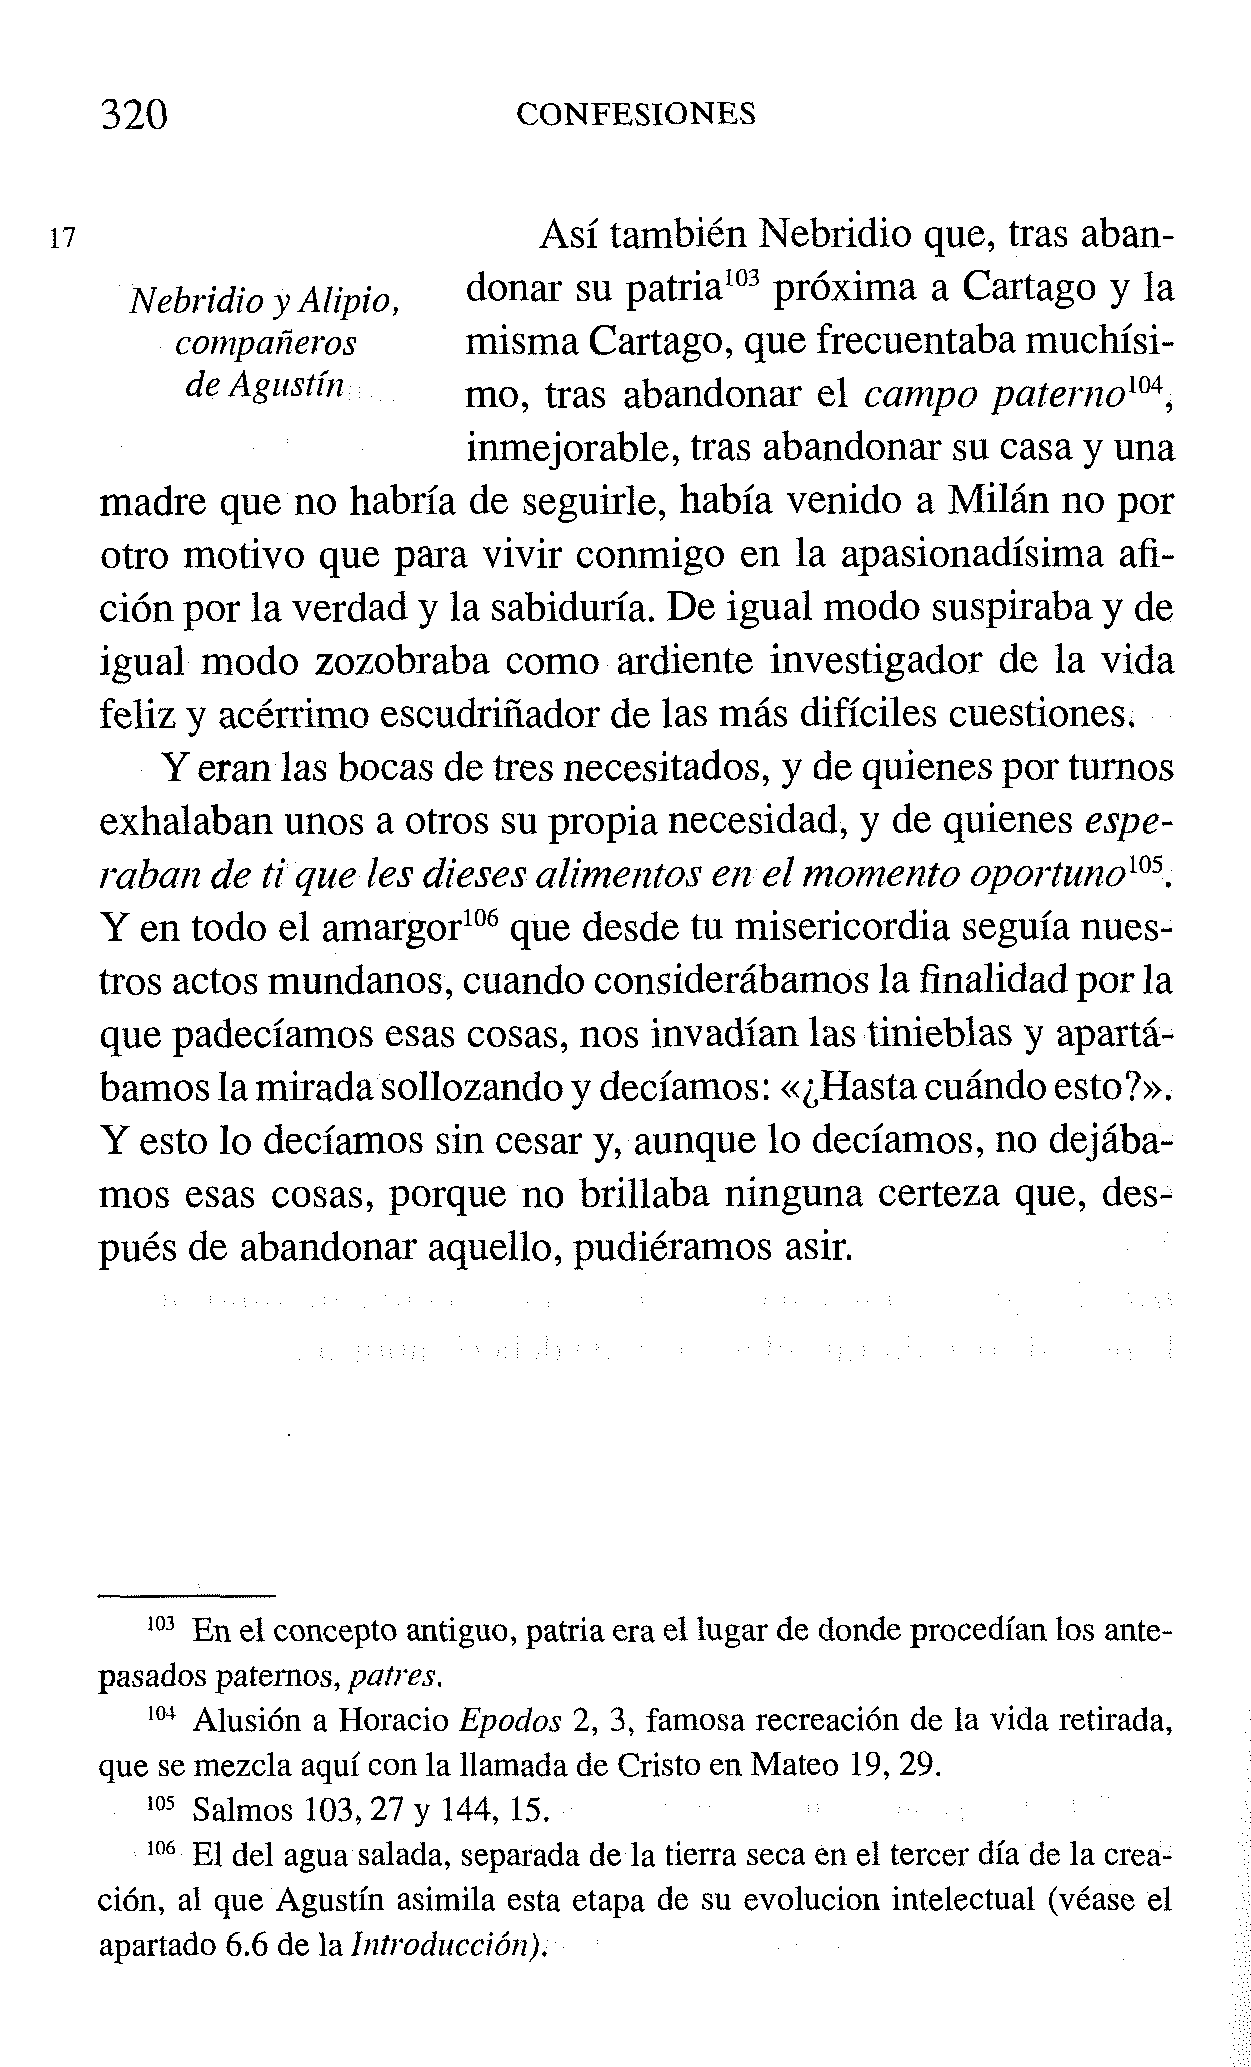 320 CONFESIONES
17
Nebridio y Alipio,
compañeros
de Agustín
Así también Nebridio que, tras aban-
donar su patria¹⁰³ próxima a Cartago y la
misma Cartago, que frecuentaba muchísi-
mo, tras abandonar el campo paterno¹⁰⁴,
inmejorable, tras abandonar su casa y una
madre que no habría de seguirle, había venido a Milán no por
otro motivo que para vivir conmigo en la apasionadísima afi-
ción por la verdad y la sabiduría. De igual modo suspiraba y de
igual modo zozobraba como ardiente investigador de la vida
feliz y acérrimo escudriñador de las más difíciles cuestiones.
Y eran las bocas de tres necesitados, y de quienes por turnos
exhalaban unos a otros su propia necesidad, y de quienes espe-
raban de ti que les dieses alimentos en el momento oportuno¹⁰⁵.
Y en todo el amargor¹⁰⁶ que desde tu misericordia seguía nues-
tros actos mundanos, cuando considerábamos la finalidad por la
que padecíamos esas cosas, nos invadían las tinieblas y apartá-
bamos la mirada sollozando y decíamos: «¿Hasta cuándo esto?».
Y esto lo decíamos sin cesar y, aunque lo decíamos, no dejába-
mos esas cosas, porque no brillaba ninguna certeza que, des-
pués de abandonar aquello, pudiéramos asir.
¹⁰³ En el concepto antiguo, patria era el lugar de donde procedían los ante-
pasados paternos, patres.
¹⁰⁴ Alusión a Horacio Epodos 2, 3, famosa recreación de la vida retirada,
que se mezcla aquí con la llamada de Cristo en Mateo 19, 29.
¹⁰⁵ Salmos 103, 27 y 144, 15.
¹⁰⁶ El del agua salada, separada de la tierra seca en el tercer día de la crea-
ción, al que Agustín asimila esta etapa de su evolucion intelectual (véase el
apartado 6.6 de la Introducción).